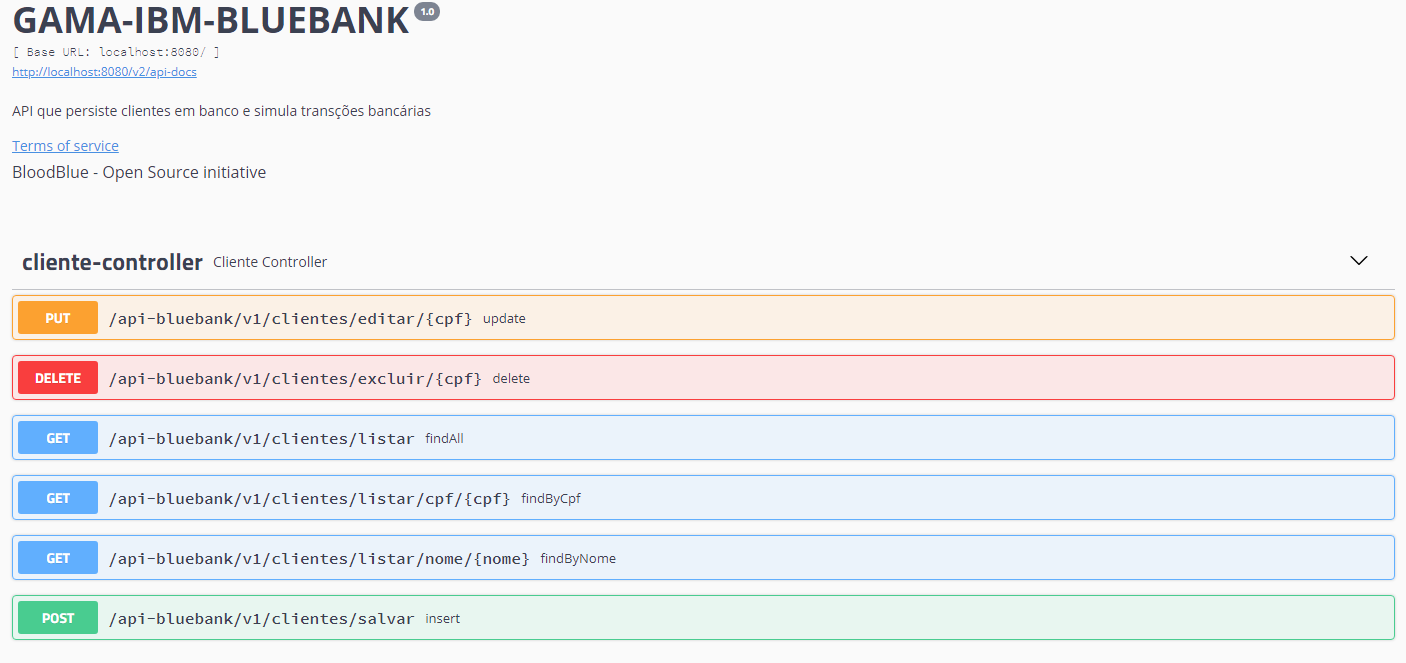 GAMA-IBM-BLUEBANK 1.0
[ Base URL: localhost:8080/ ]
http://localhost:8080/v2/api-docs
API que persiste clientes em banco e simula transções bancárias
Terms of service
BloodBlue - Open Source initiative
cliente-controller Cliente Controller
PUT /api-bluebank/v1/clientes/editar/{cpf} update
DELETE /api-bluebank/v1/clientes/excluir/{cpf} delete
GET /api-bluebank/v1/clientes/listar findAll
GET /api-bluebank/v1/clientes/listar/cpf/{cpf} findByCpf
GET /api-bluebank/v1/clientes/listar/nome/{nome} findByNome
POST /api-bluebank/v1/clientes/salvar insert